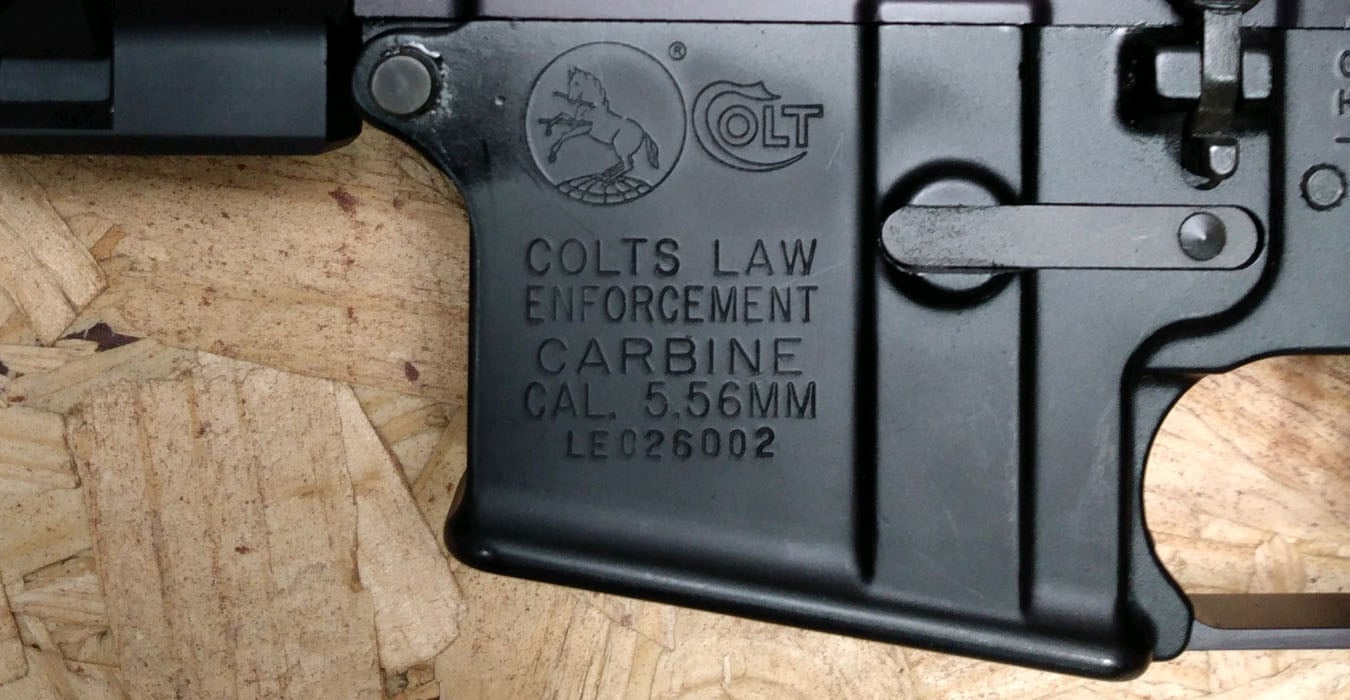 ®
COLT
COLTS LAW
ENFORCEMENT
CARBINE
CAL. 5.56MM
LE026002